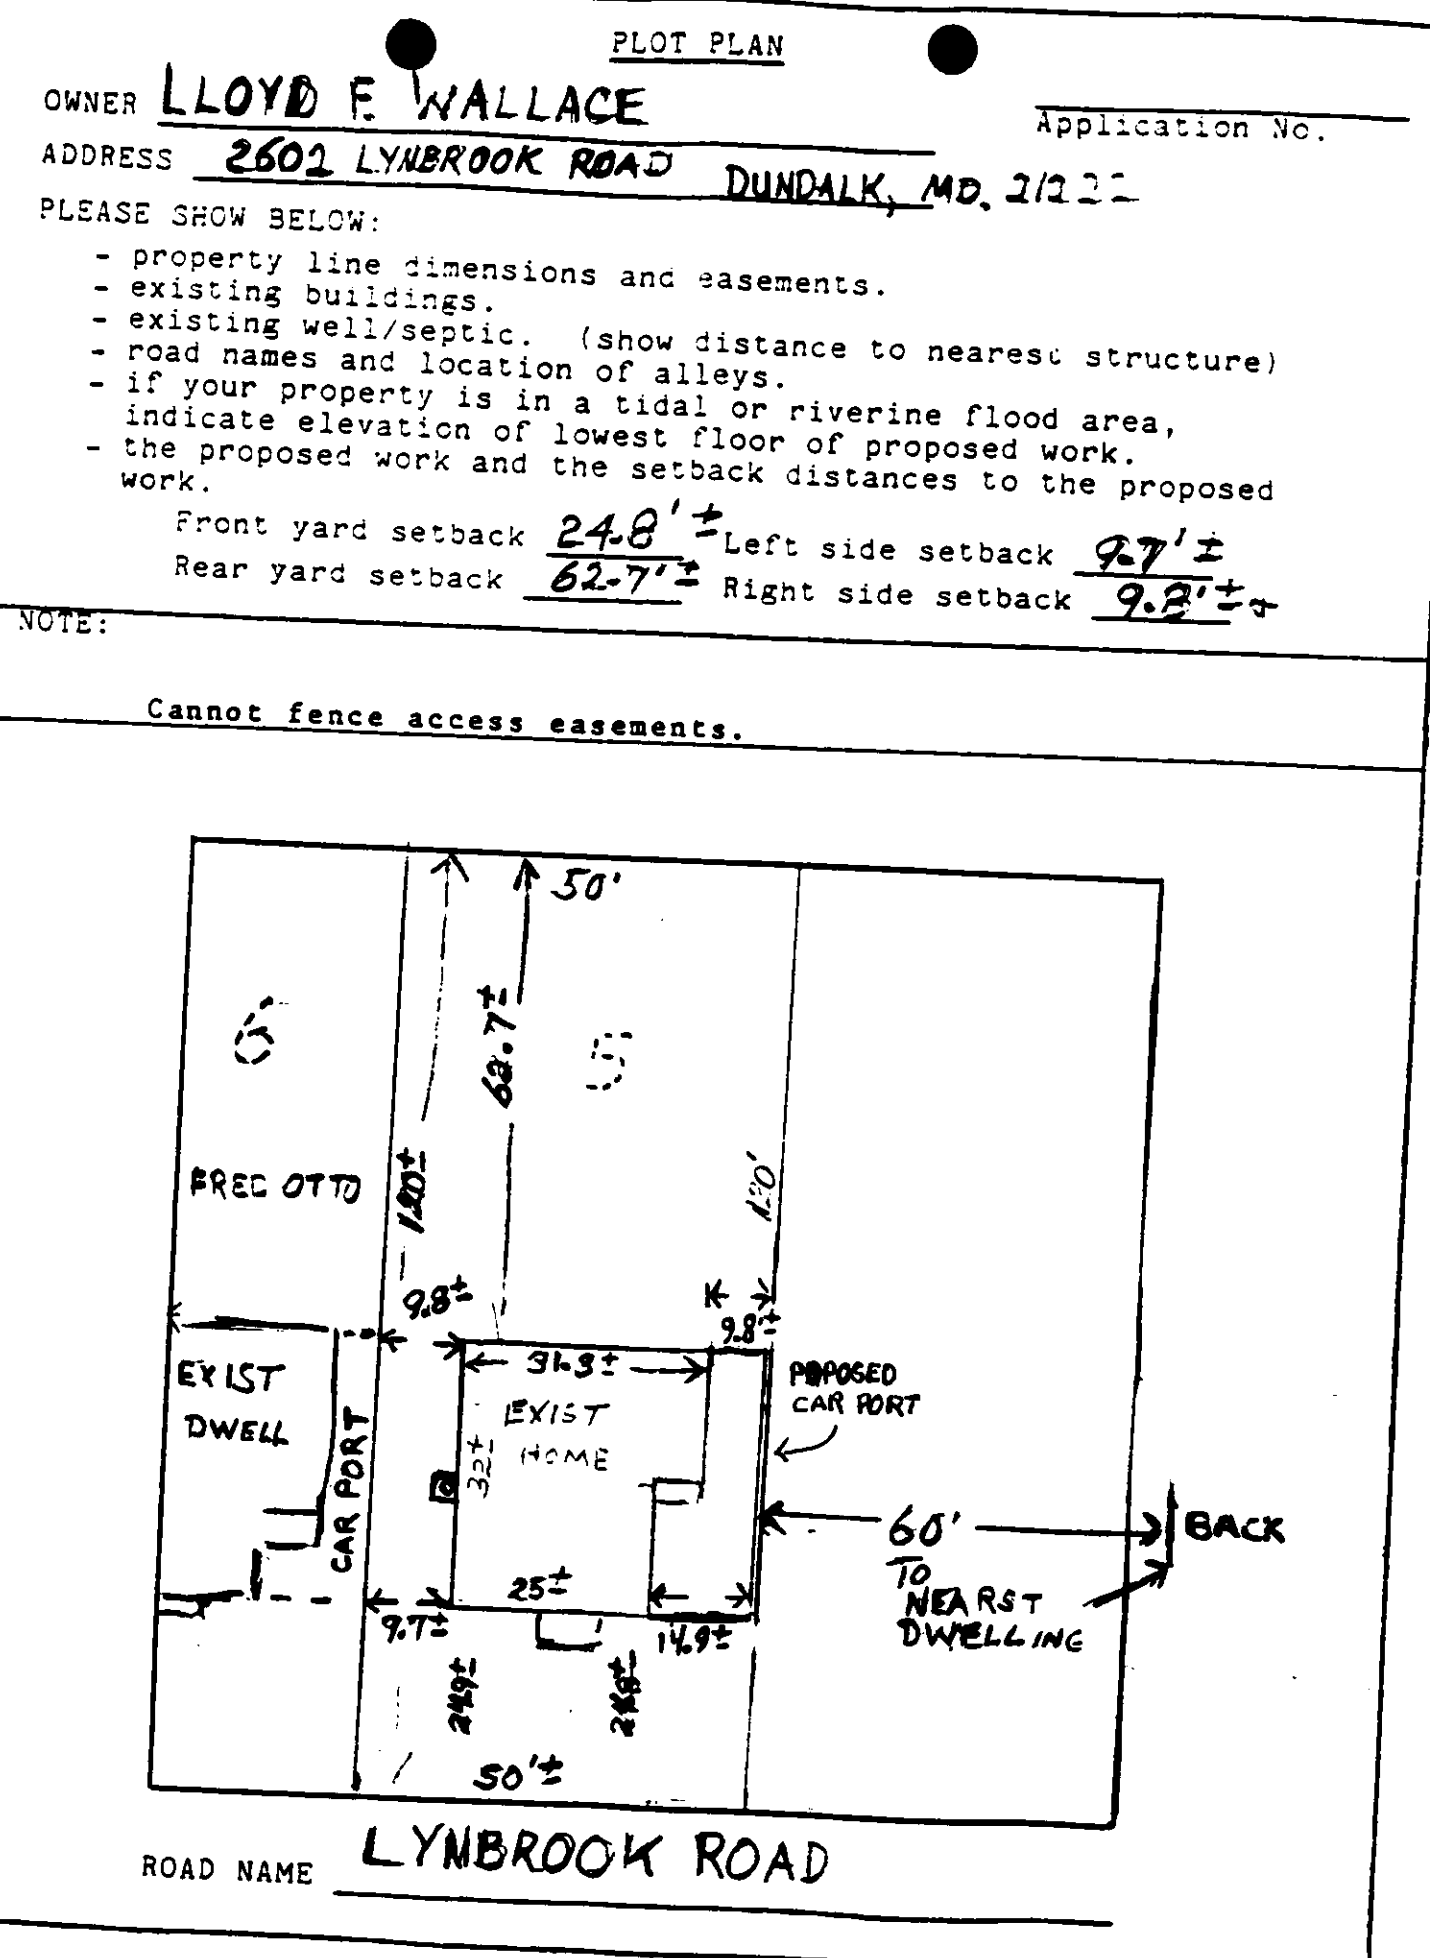 PLOT PLAN
OWNER LLOYD F. WALLACE
Application No.
ADDRESS 2602 LYNBROOK ROAD DUNDALK, MD. 21222
PLEASE SHOW BELOW:
- property line dimensions and easements.
- existing buildings.
- existing well/septic. (show distance to nearest structure)
- road names and location of alleys.
- if your property is in a tidal or riverine flood area,
indicate elevation of lowest floor of proposed work.
- the proposed work and the setback distances to the proposed
work.
Front yard setback 24.8'± Left side setback 9.7'±
Rear yard setback 62.7'± Right side setback
NOTE:
Cannot fence access easements.
50'
62.7±
6
5
FRED OTTO
120±
120'
9.8±
9.8'±
31.3±
EXIST
DWELL
CAR PORT
EXIST
HOME
32±
POPOSED
CAR PORT
60'
TO
NEARST
DWELLING
BACK
25±
9.7±
14.9±
50'±
ROAD NAME LYNBROOK ROAD